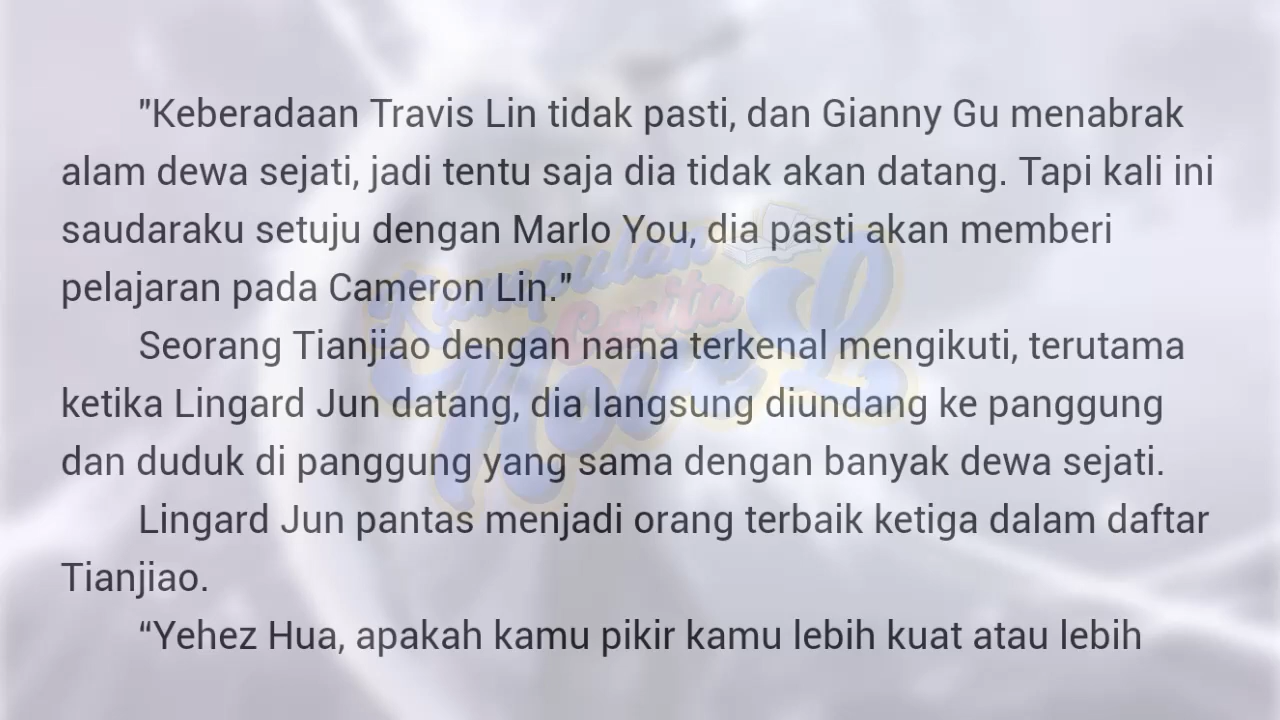 "Keberadaan Travis Lin tidak pasti, dan Gianny Gu menabrak
alam dewa sejati, jadi tentu saja dia tidak akan datang. Tapi kali ini
saudaraku setuju dengan Marlo You, dia pasti akan memberi
pelajaran pada Cameron Lin."
Seorang Tianjiao dengan nama terkenal mengikuti, terutama
ketika Lingard Jun datang, dia langsung diundang ke panggung
dan duduk di panggung yang sama dengan banyak dewa sejati.
Lingard Jun pantas menjadi orang terbaik ketiga dalam daftar
Tianjiao.
“Yehez Hua, apakah kamu pikir kamu lebih kuat atau lebih
Kumpulan
Cerita
Novel